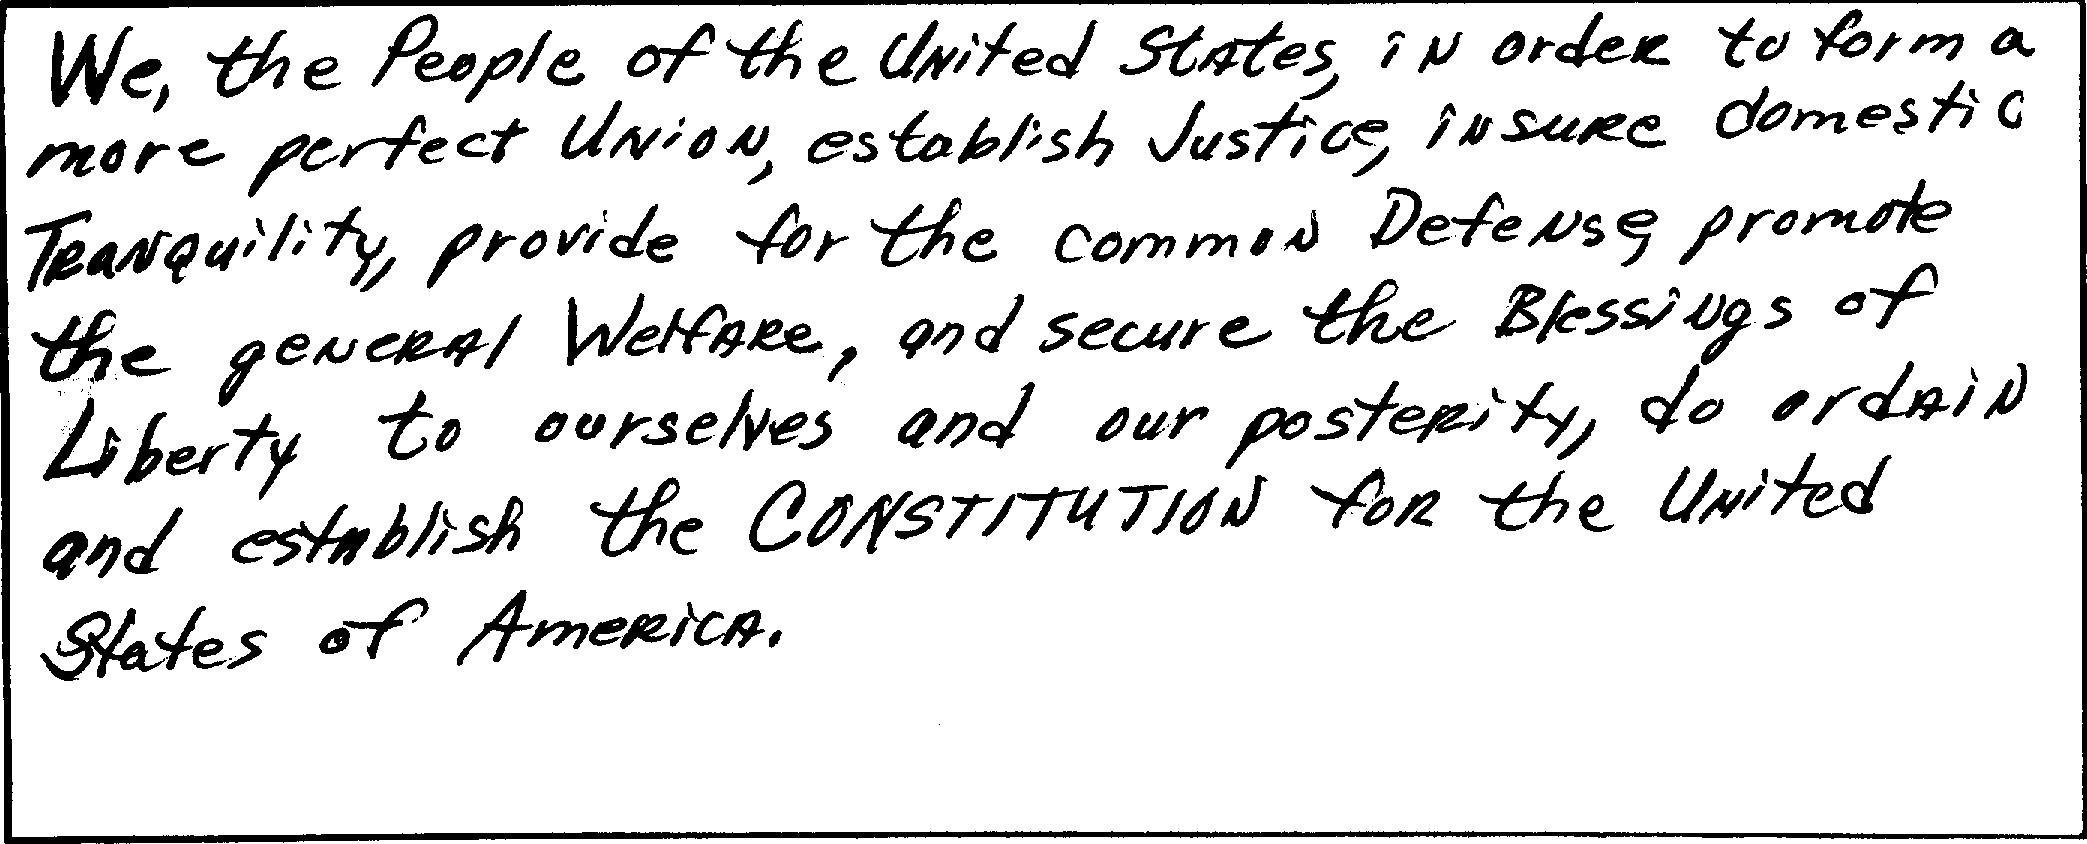 We, the People of the United States, in order to form a
more perfect Union, establish Justice, insure domestic
Tranquility, provide for the common Defense, promote
the general Welfare, and secure the Blessings of
Liberty to ourselves and our posterity, do ordain
and establish the CONSTITUTION for the United
States of America.